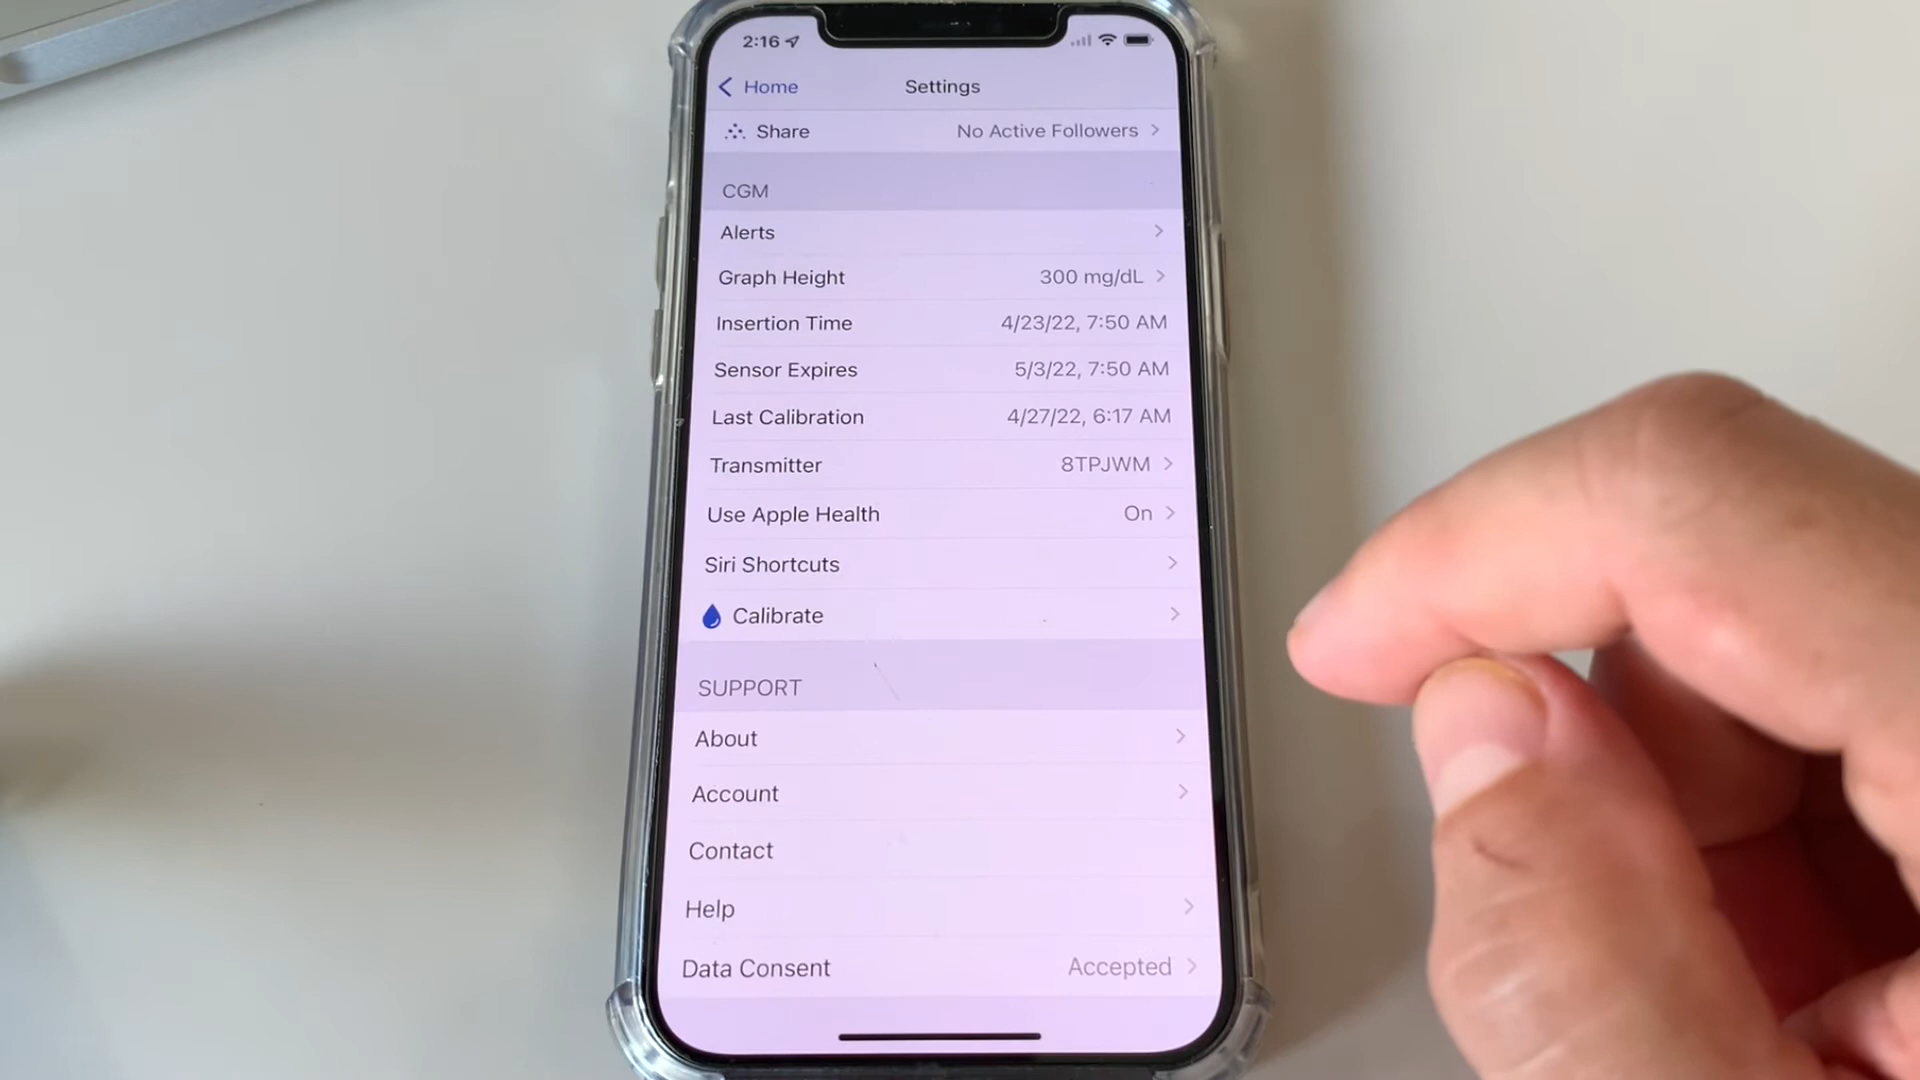 2:16
Home Settings
Share No Active Followers
CGM
Alerts
Graph Height 300 mg/dL
Insertion Time 4/23/22, 7:50 AM
Sensor Expires 5/3/22, 7:50 AM
Last Calibration 4/27/22, 6:17 AM
Transmitter 8TPJWM
Use Apple Health On
Siri Shortcuts
Calibrate
SUPPORT
About
Account
Contact
Help
Data Consent Accepted